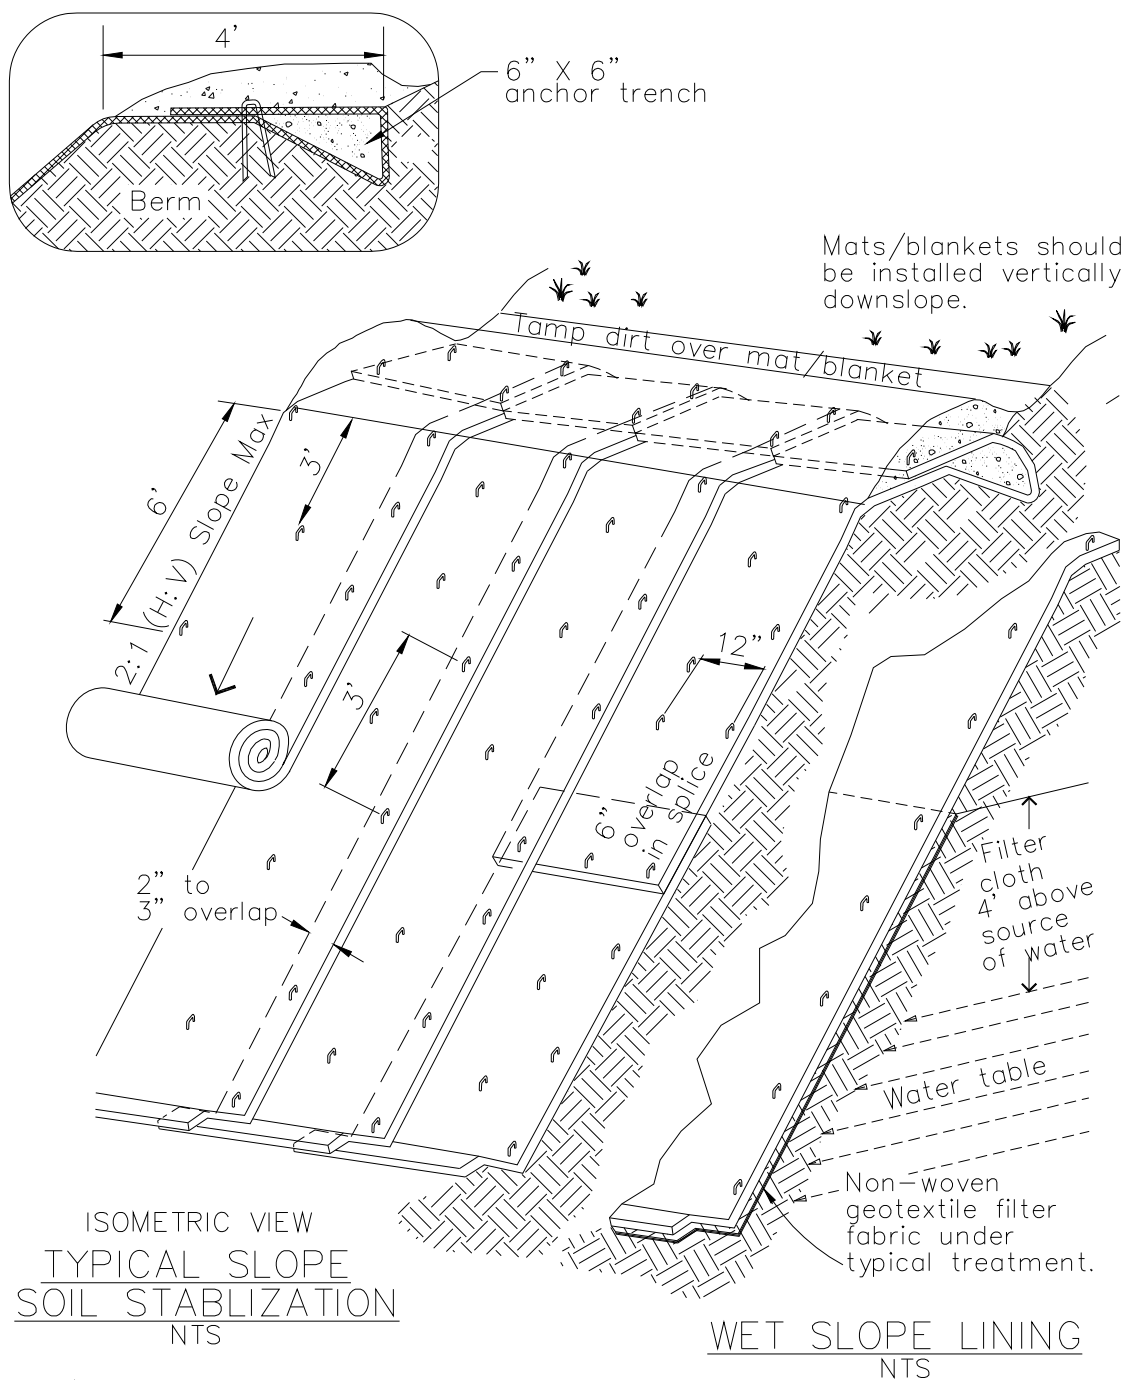 4'
6" X 6"
anchor trench
Berm
Mats/blankets should
be installed vertically
downslope.
Tamp dirt over mat/blanket
2:1 (H:V) Slope Max
6'
3'
3'
12"
6"
overlap
in splice
2" to
3" overlap
Filter
cloth
4' above
source
of water
Water table
Non-woven
geotextile filter
fabric under
typical treatment.
ISOMETRIC VIEW
TYPICAL SLOPE
SOIL STABLIZATION
NTS
WET SLOPE LINING
NTS